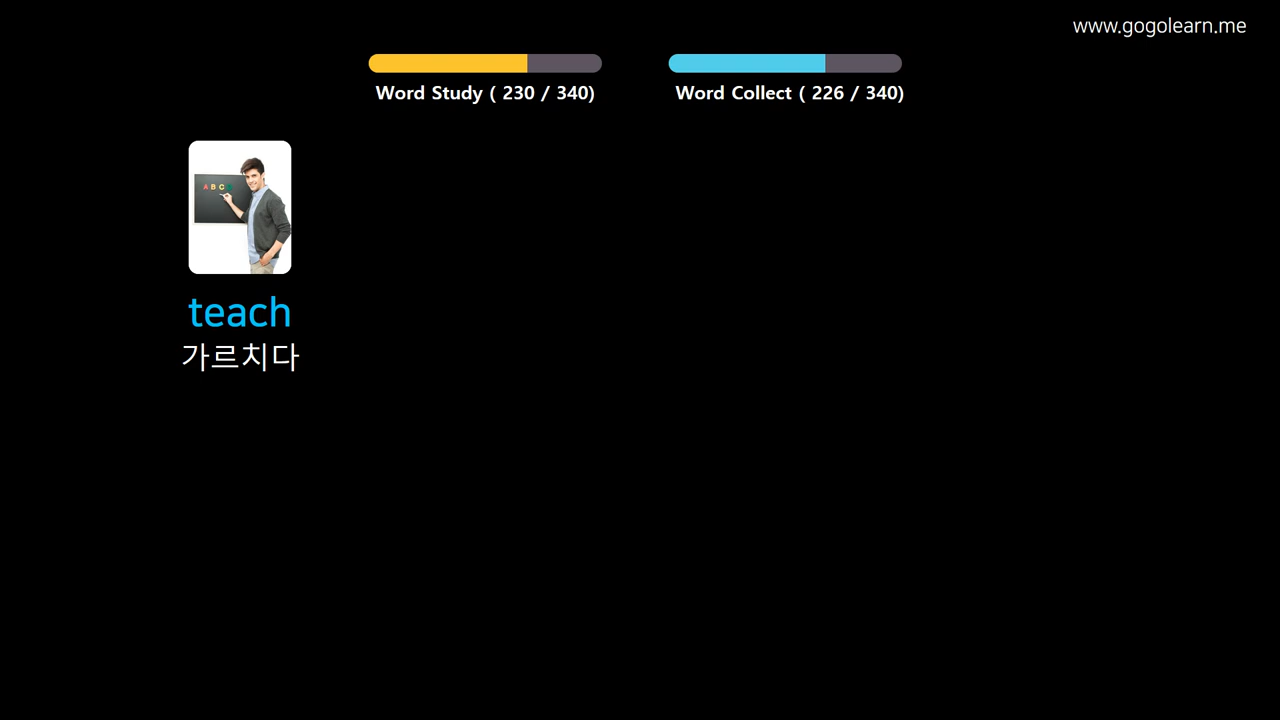 www.gogolearn.me
Word Study ( 230 / 340)
Word Collect ( 226 / 340)
A B C
teach
가르치다